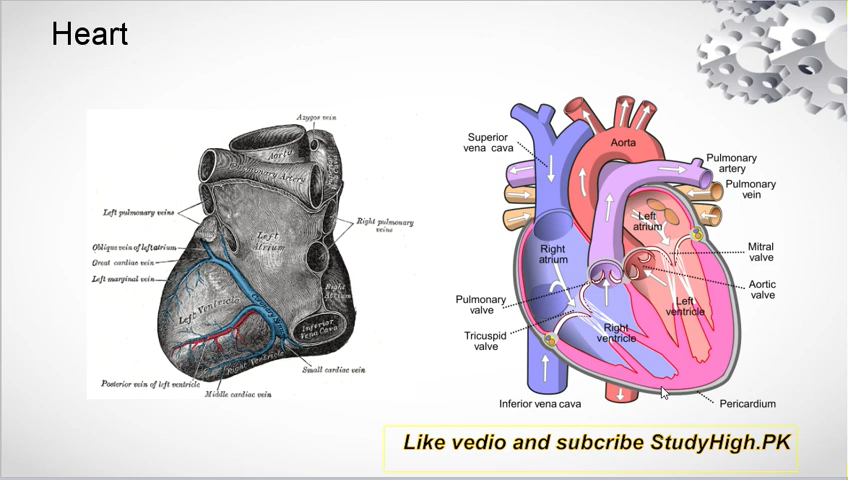 Heart
Azygos vein
Aorta
Pulmonary Artery
Left pulmonary veins
Right pulmonary
veins
Left
Atrium
Oblique vein of left atrium
Great cardiac vein
Left marginal vein
Right
Atrium
Left Ventricle
Coronary Sinus
Inferior
Vena Cava
Right Ventricle
Small cardiac vein
Posterior vein of left ventricle
Middle cardiac vein
Superior
vena cava
Aorta
Pulmonary
artery
Pulmonary
vein
Left
atrium
Right
atrium
Mitral
valve
Aortic
valve
Pulmonary
valve
Left
ventricle
Tricuspid
valve
Right
ventricle
Inferior vena cava
Pericardium
Like vedio and subcribe StudyHigh.PK